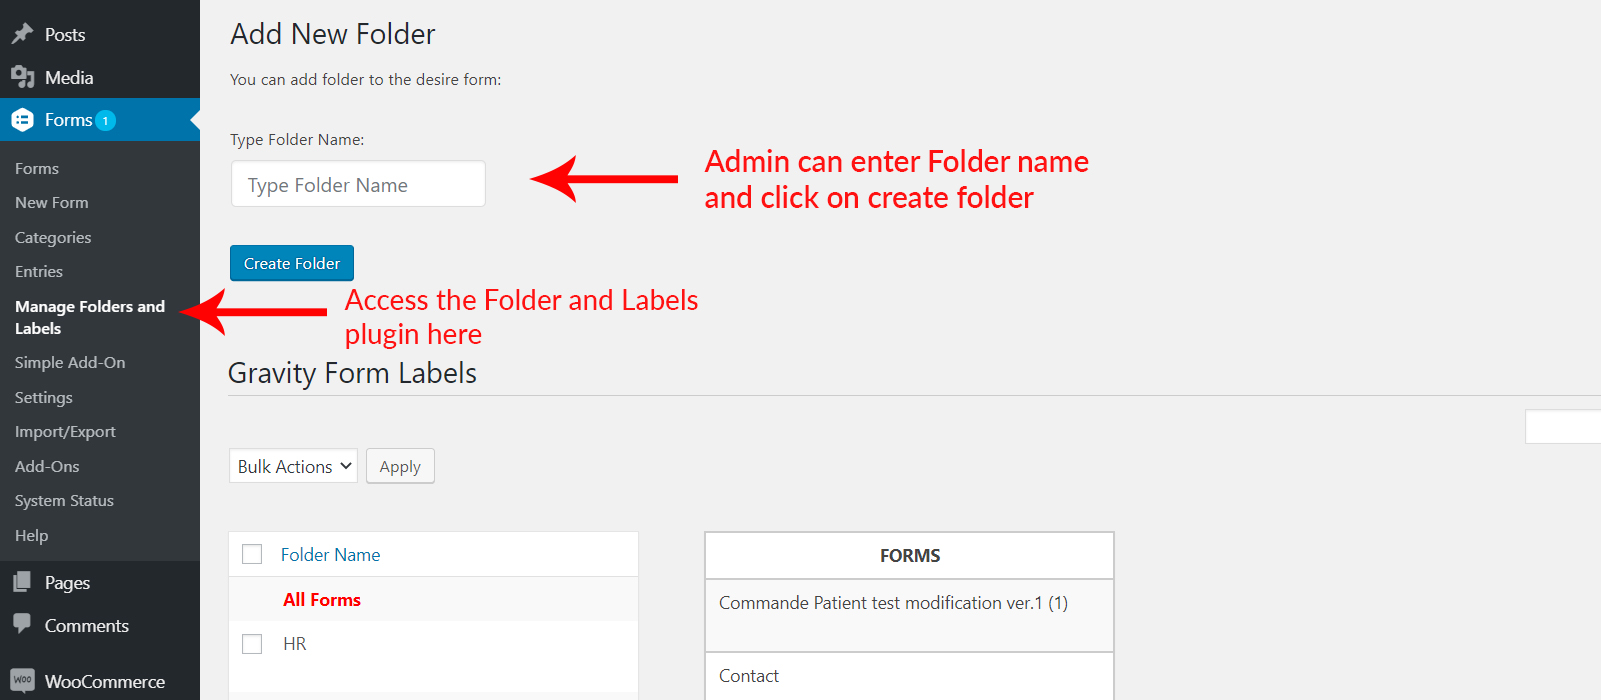 Posts
Media
Forms 1
Forms
New Form
Categories
Entries
Manage Folders and
Labels
Simple Add-On
Settings
Import/Export
Add-Ons
System Status
Help
Pages
Comments
Woo WooCommerce
Add New Folder
You can add folder to the desire form:
Type Folder Name:
Type Folder Name
Admin can enter Folder name
and click on create folder
Create Folder
Access the Folder and Labels
plugin here
Gravity Form Labels
Bulk Actions Apply
Folder Name
All Forms
HR
FORMS
Commande Patient test modification ver.1 (1)
Contact